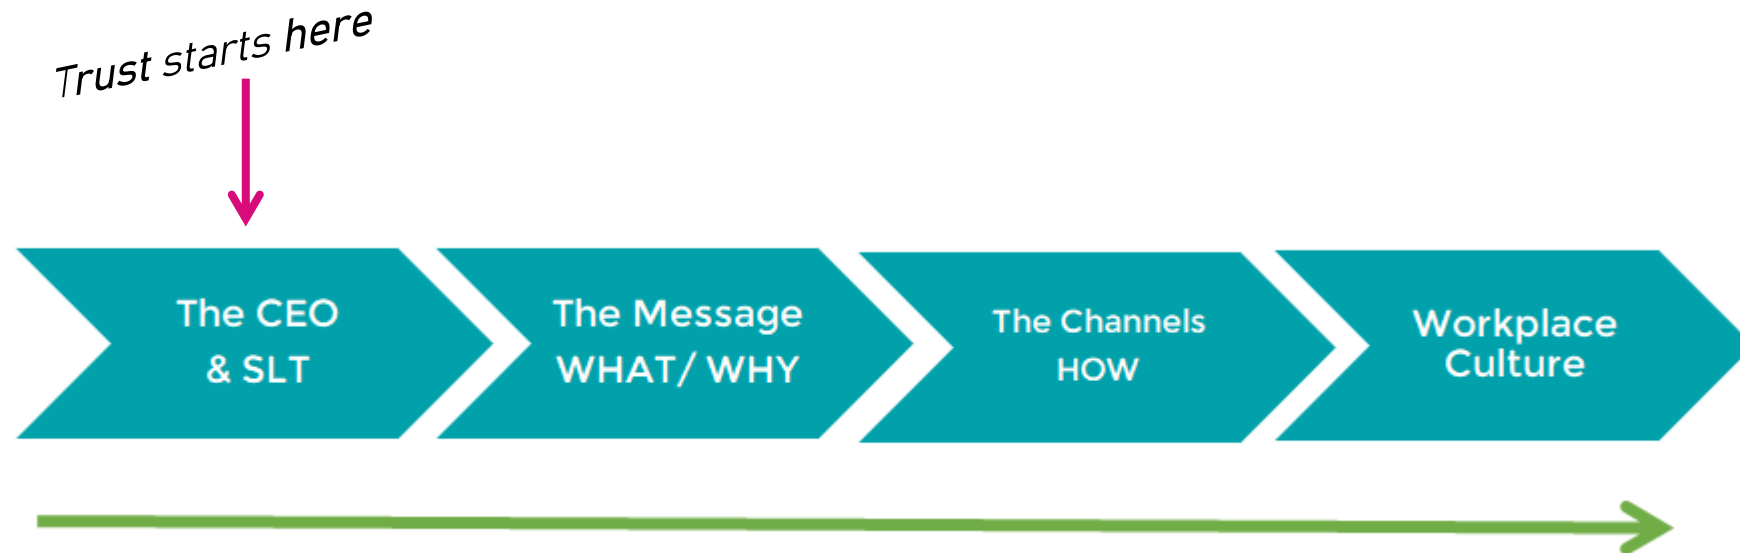 Trust starts here
The CEO
& SLT
The Message
WHAT/ WHY
The Channels
HOW
Workplace
Culture